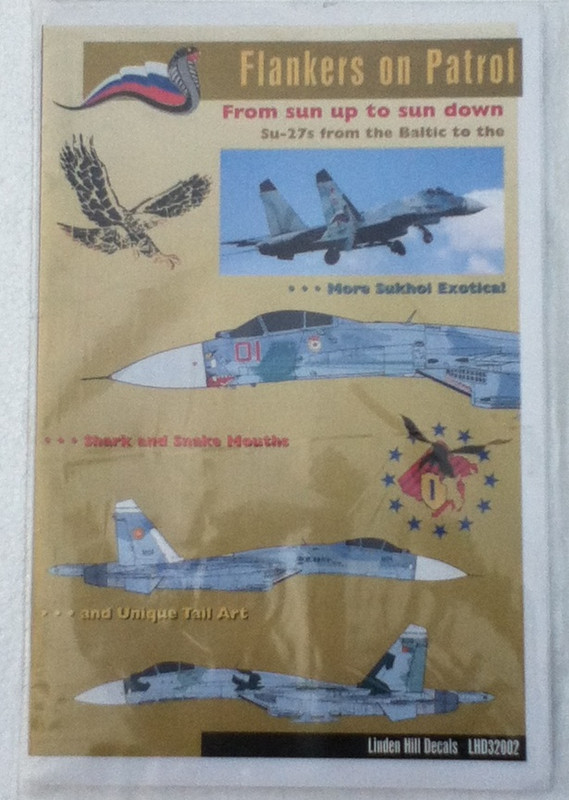 Flankers on Patrol
From sun up to sun down
Su-27s from the Baltic to the
• • • More Sukhoi Exotica!
01
• • • Shark and Snake Mouths
• • • and Unique Tail Art
Linden Hill Decals LHD32002